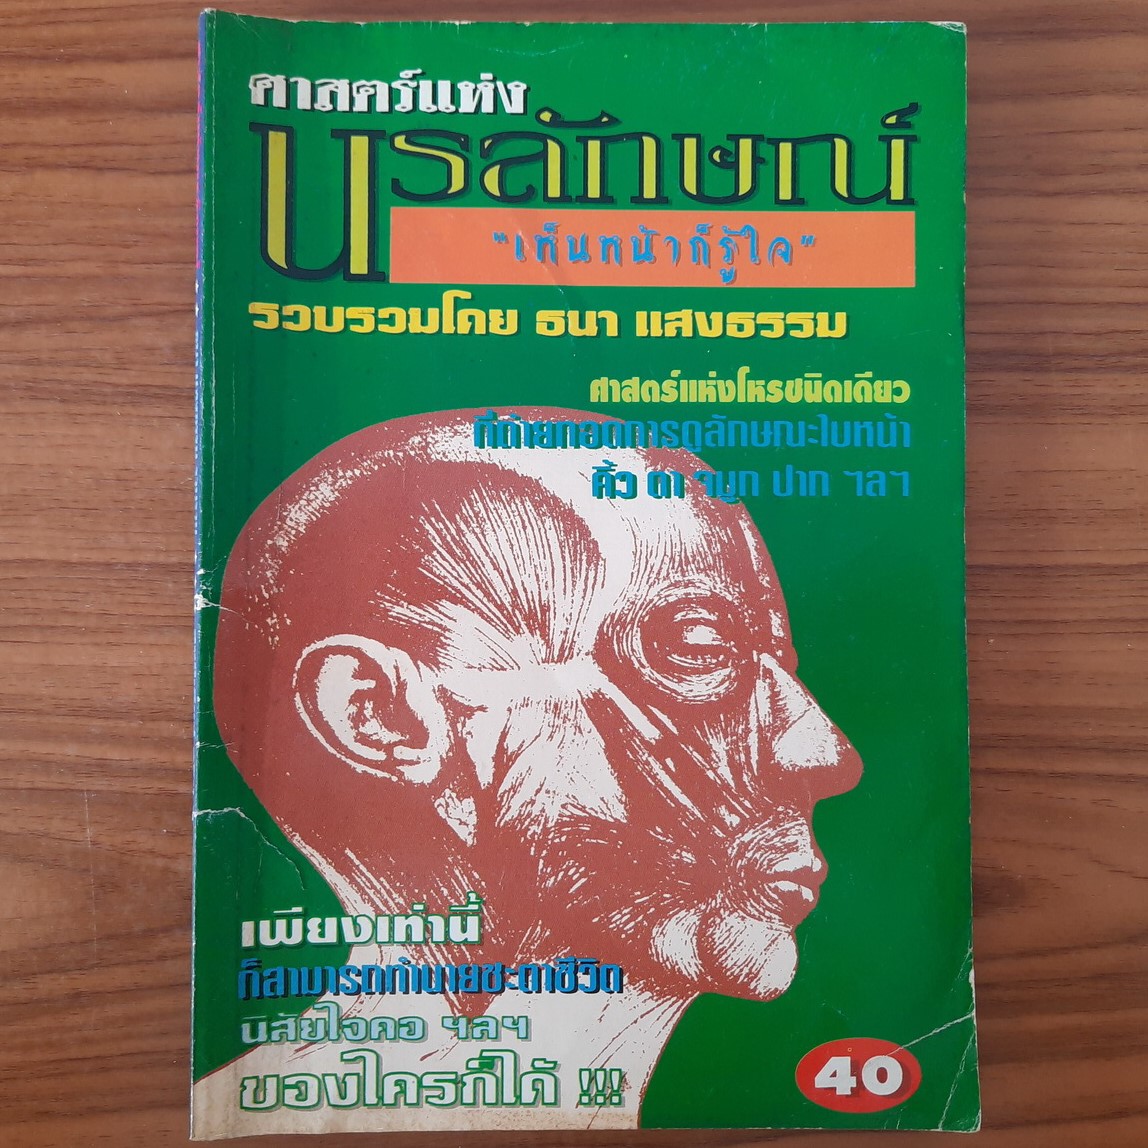 ศาสตร์แห่ง
นรลักษณ์
"เห็นหน้าก็รู้ใจ"
รวบรวมโดย ธนา แสงธรรม
ศาสตร์แห่งโหรชนิดเดียว
ที่ถ่ายทอดการดูลักษณะใบหน้า
คิ้ว ตา จมูก ปาก ฯลฯ
เพียงเท่านี้
ก็สามารถทำนายชะตาชีวิต
นิสัยใจคอ ฯลฯ
ของใครก็ได้ !!!
40